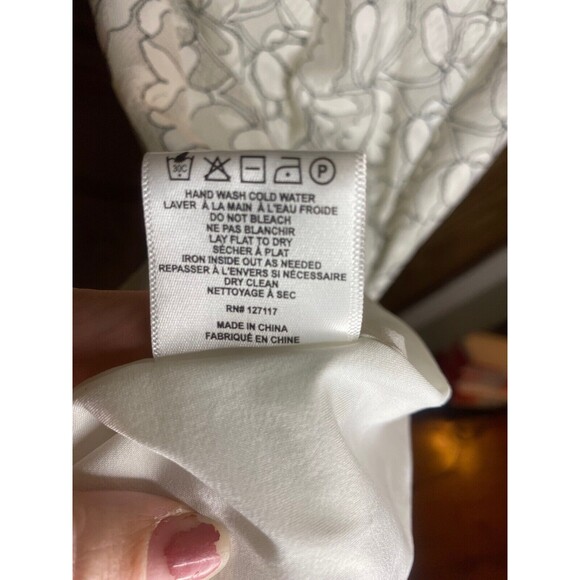 30C P
HAND WASH COLD WATER
LAVER À LA MAIN À L'EAU FROIDE
DO NOT BLEACH
NE PAS BLANCHIR
LAY FLAT TO DRY
SÉCHER À PLAT
IRON INSIDE OUT AS NEEDED
REPASSER À L'ENVERS SI NÉCESSAIRE
DRY CLEAN
NETTOYAGE À SEC
RN# 127117
MADE IN CHINA
FABRIQUÉ EN CHINE